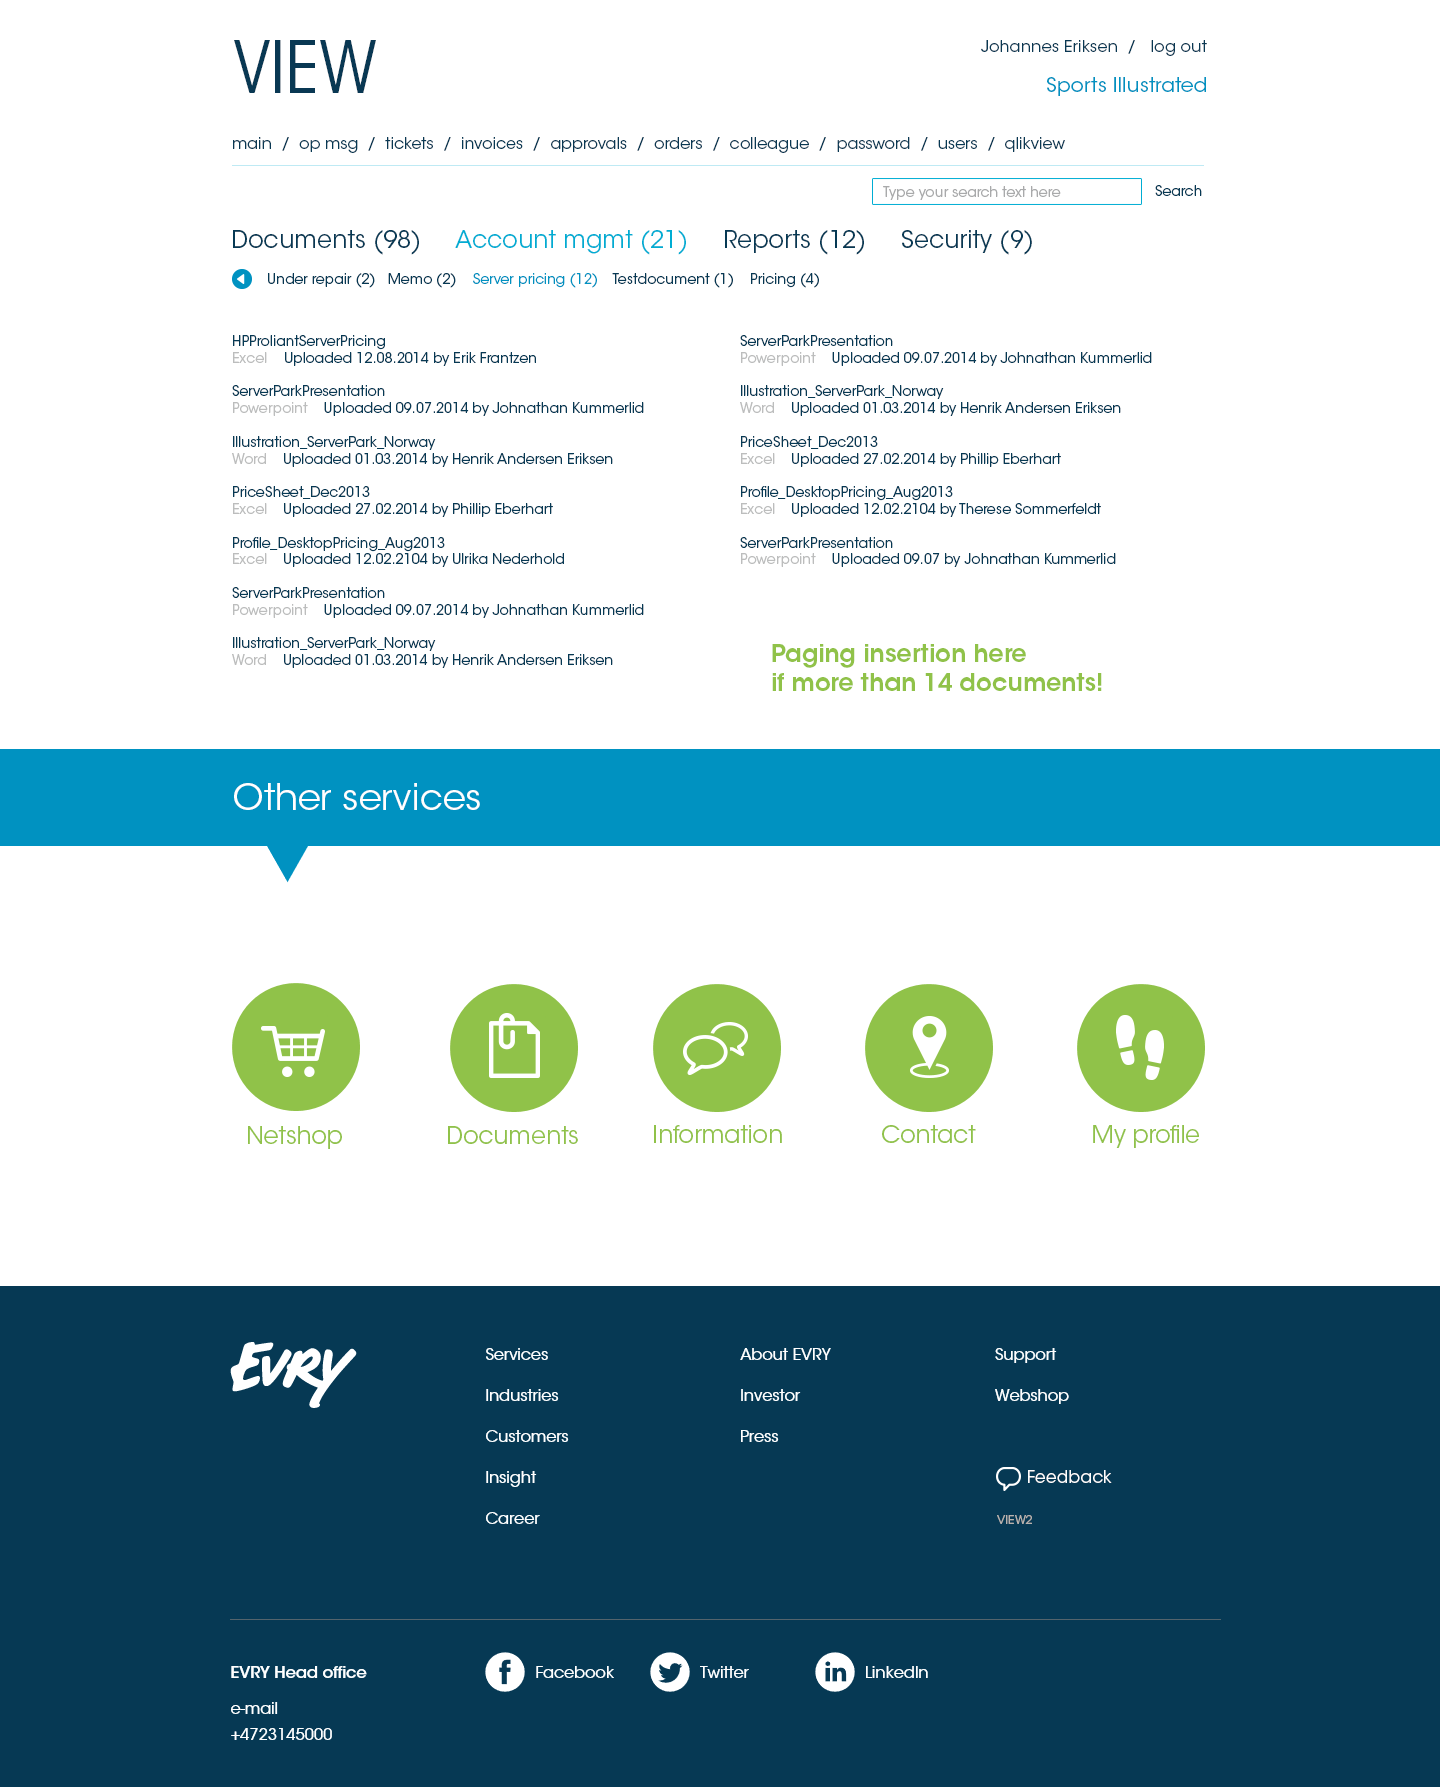 VIEW
Johannes Eriksen / log out
Sports Illustrated
main / op msg / tickets / invoices / approvals / orders / colleague / password / users / qlikview
Type your search text here Search
Documents (98) Account mgmt (21) Reports (12) Security (9)
Under repair (2) Memo (2) Server pricing (12) Testdocument (1) Pricing (4)
HPProliantServerPricing
Excel Uploaded 12.08.2014 by Erik Frantzen
ServerParkPresentation
Powerpoint Uploaded 09.07.2014 by Johnathan Kummerlid
Illustration_ServerPark_Norway
Word Uploaded 01.03.2014 by Henrik Andersen Eriksen
PriceSheet_Dec2013
Excel Uploaded 27.02.2014 by Phillip Eberhart
Profile_DesktopPricing_Aug2013
Excel Uploaded 12.02.2104 by Ulrika Nederhold
ServerParkPresentation
Powerpoint Uploaded 09.07.2014 by Johnathan Kummerlid
Illustration_ServerPark_Norway
Word Uploaded 01.03.2014 by Henrik Andersen Eriksen
ServerParkPresentation
Powerpoint Uploaded 09.07.2014 by Johnathan Kummerlid
Illustration_ServerPark_Norway
Word Uploaded 01.03.2014 by Henrik Andersen Eriksen
PriceSheet_Dec2013
Excel Uploaded 27.02.2014 by Phillip Eberhart
Profile_DesktopPricing_Aug2013
Excel Uploaded 12.02.2104 by Therese Sommerfeldt
ServerParkPresentation
Powerpoint Uploaded 09.07 by Johnathan Kummerlid
Paging insertion here
if more than 14 documents!
Other services
Netshop Documents Information Contact My profile
EVRY
Services
Industries
Customers
Insight
Career
About EVRY
Investor
Press
Support
Webshop
Feedback
VIEW2
EVRY Head office
e-mail
+4723145000
f Facebook Twitter in LinkedIn